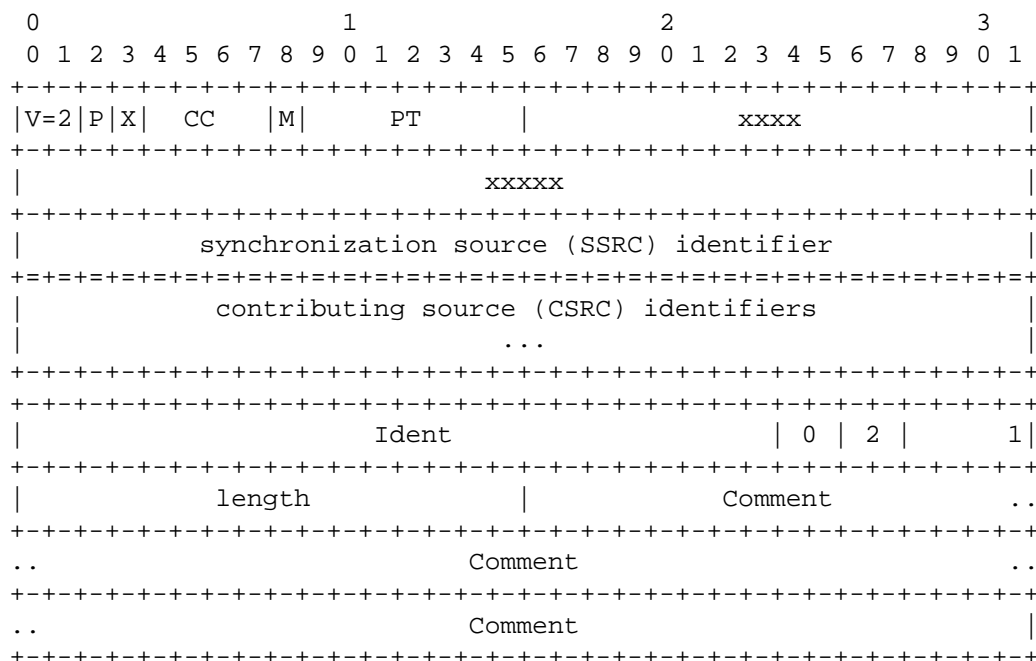 0                   1                   2                   3
 0 1 2 3 4 5 6 7 8 9 0 1 2 3 4 5 6 7 8 9 0 1 2 3 4 5 6 7 8 9 0 1
+-+-+-+-+-+-+-+-+-+-+-+-+-+-+-+-+-+-+-+-+-+-+-+-+-+-+-+-+-+-+-+-+
|V=2|P|X|  CC   |M|     PT      |             xxxx              |
+-+-+-+-+-+-+-+-+-+-+-+-+-+-+-+-+-+-+-+-+-+-+-+-+-+-+-+-+-+-+-+-+
|                             xxxxx                             |
+-+-+-+-+-+-+-+-+-+-+-+-+-+-+-+-+-+-+-+-+-+-+-+-+-+-+-+-+-+-+-+-+
|           synchronization source (SSRC) identifier            |
+=+=+=+=+=+=+=+=+=+=+=+=+=+=+=+=+=+=+=+=+=+=+=+=+=+=+=+=+=+=+=+=+
|            contributing source (CSRC) identifiers             |
|                              ...                              |
+-+-+-+-+-+-+-+-+-+-+-+-+-+-+-+-+-+-+-+-+-+-+-+-+-+-+-+-+-+-+-+-+
+-+-+-+-+-+-+-+-+-+-+-+-+-+-+-+-+-+-+-+-+-+-+-+-+-+-+-+-+-+-+-+-+
|                      Ident                    | 0 | 2 |      1|
+-+-+-+-+-+-+-+-+-+-+-+-+-+-+-+-+-+-+-+-+-+-+-+-+-+-+-+-+-+-+-+-+
|            length             |            Comment           ..
+-+-+-+-+-+-+-+-+-+-+-+-+-+-+-+-+-+-+-+-+-+-+-+-+-+-+-+-+-+-+-+-+
..                           Comment                           ..
+-+-+-+-+-+-+-+-+-+-+-+-+-+-+-+-+-+-+-+-+-+-+-+-+-+-+-+-+-+-+-+-+
..                           Comment                            |
+-+-+-+-+-+-+-+-+-+-+-+-+-+-+-+-+-+-+-+-+-+-+-+-+-+-+-+-+-+-+-+-+